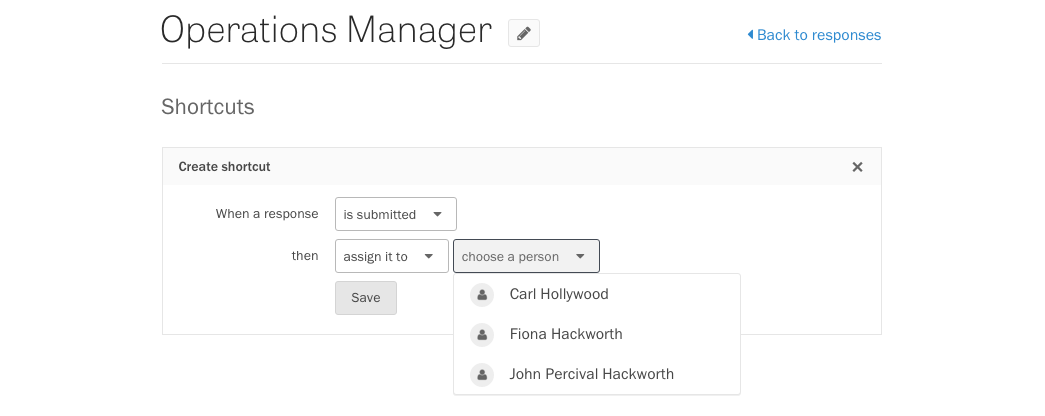 Operations Manager
Back to responses
Shortcuts
Create shortcut
When a response is submitted
then assign it to choose a person
Save
Carl Hollywood
Fiona Hackworth
John Percival Hackworth